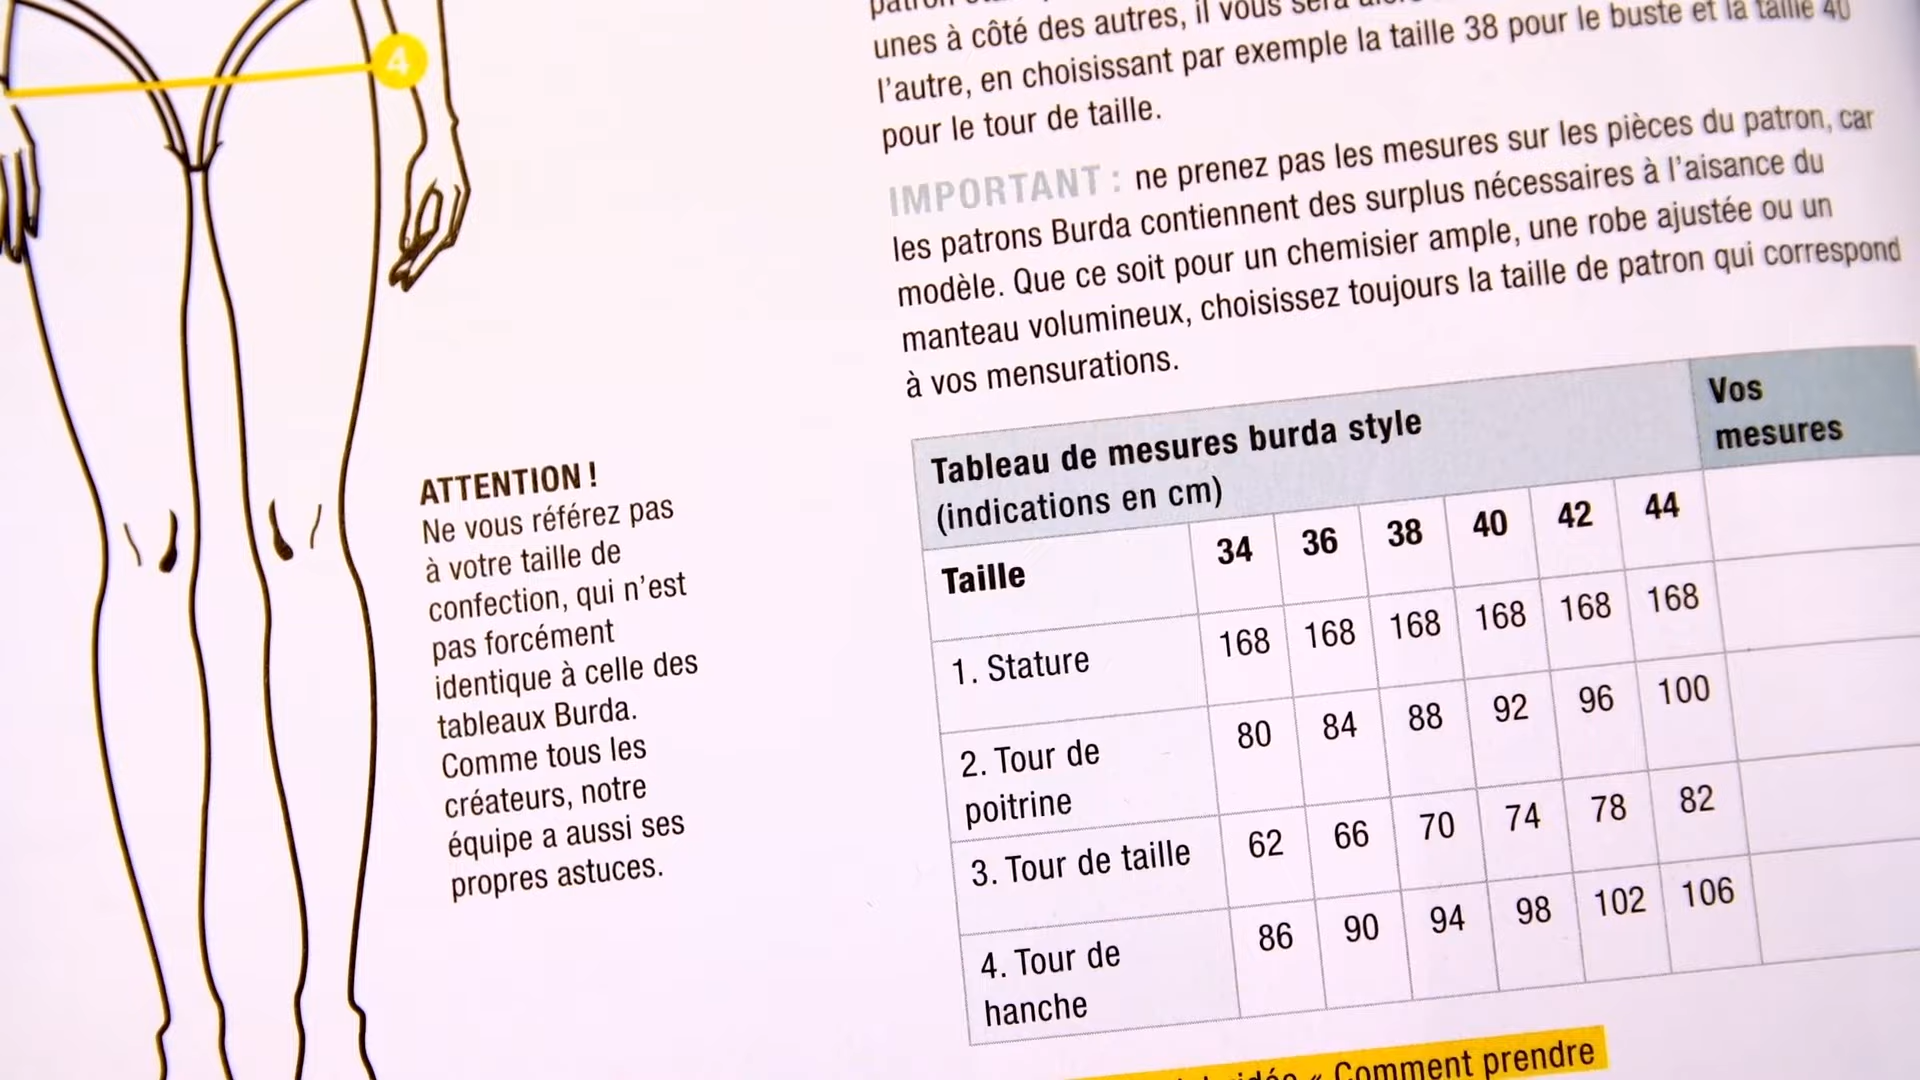 4
unes à côté des autres, il vous sera
l'autre, en choisissant par exemple la taille 38 pour le buste et la taille 40
pour le tour de taille.
IMPORTANT : ne prenez pas les mesures sur les pièces du patron, car
les patrons Burda contiennent des surplus nécessaires à l'aisance du
modèle. Que ce soit pour un chemisier ample, une robe ajustée ou un
manteau volumineux, choisissez toujours la taille de patron qui correspond
à vos mensurations.
ATTENTION !
Ne vous référez pas
à votre taille de
confection, qui n'est
pas forcément
identique à celle des
tableaux Burda.
Comme tous les
créateurs, notre
équipe a aussi ses
propres astuces.
Tableau de mesures burda style
(indications en cm)
Vos
mesures
Taille 34 36 38 40 42 44
1. Stature 168 168 168 168 168 168
2. Tour de
poitrine 80 84 88 92 96 100
3. Tour de taille 62 66 70 74 78 82
4. Tour de
hanche 86 90 94 98 102 106
« Comment prendre